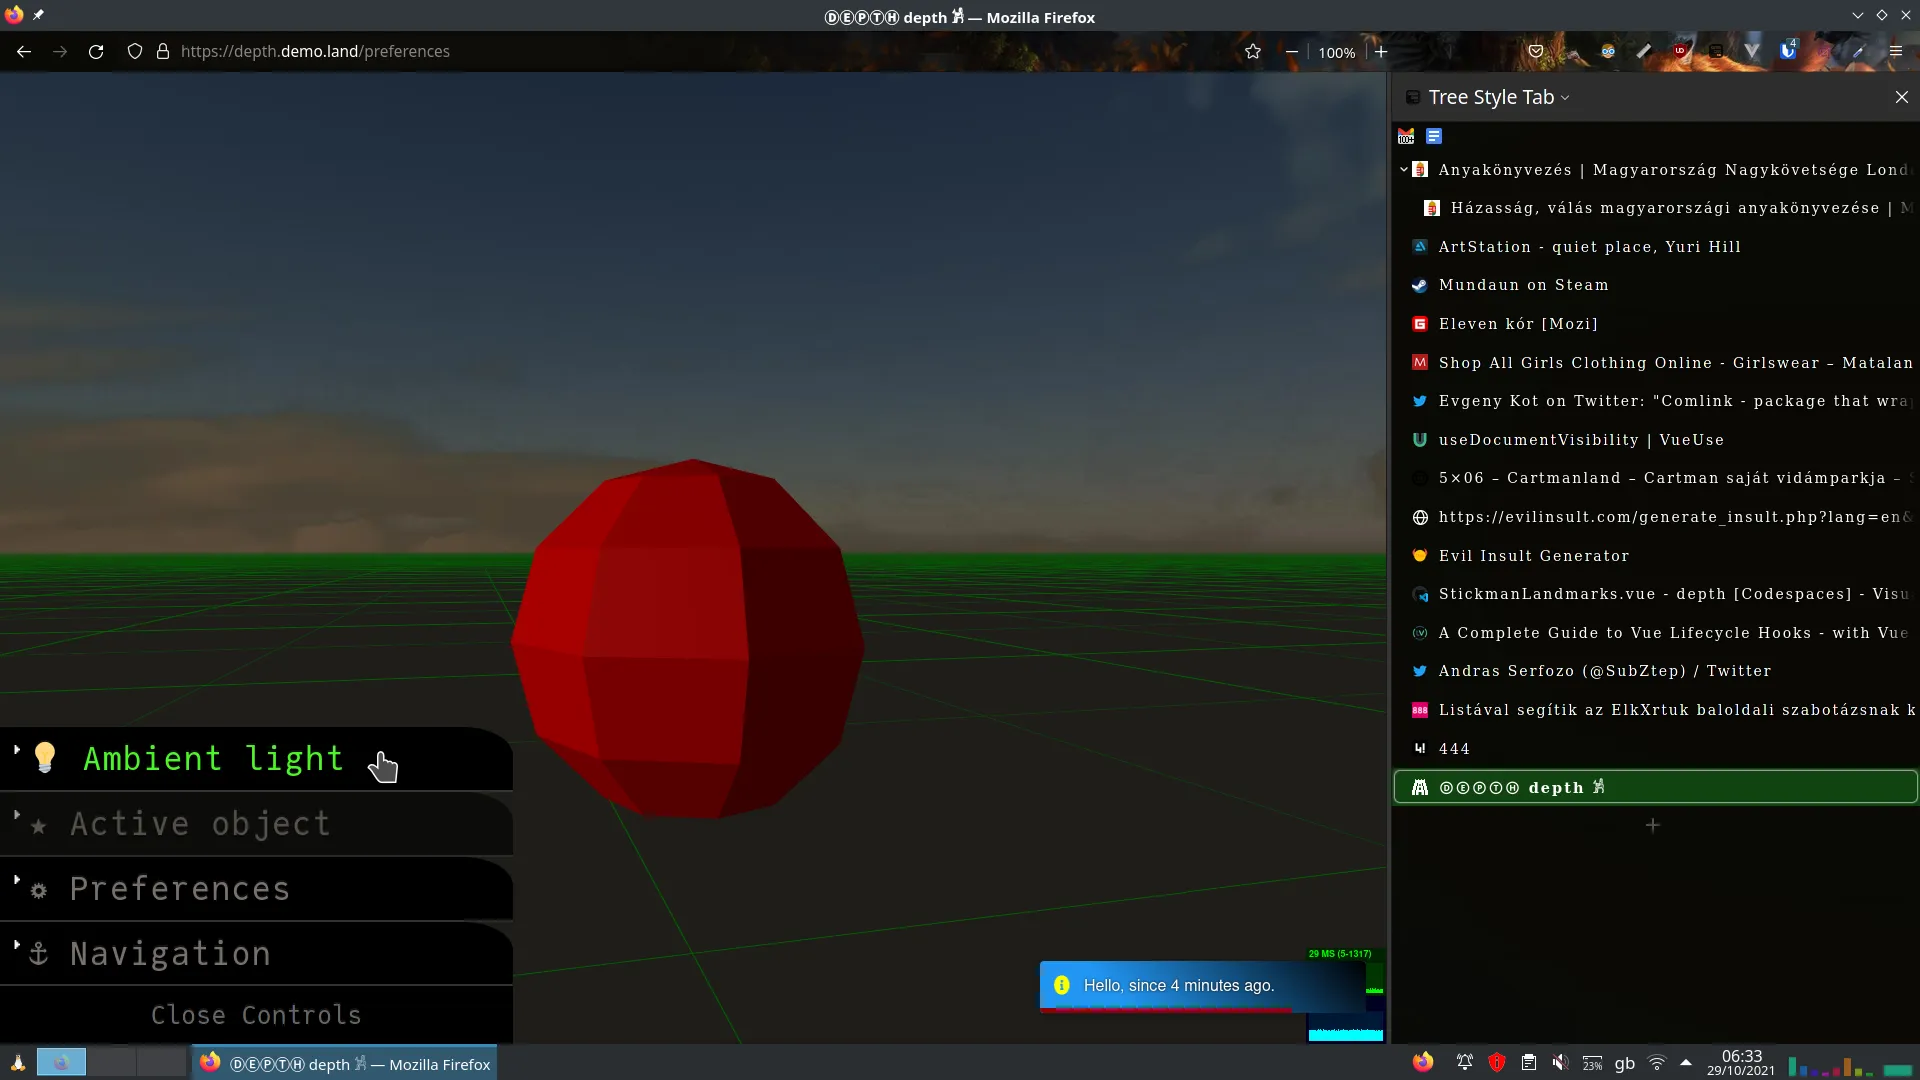 ⒹⒺⓅⓉⒽ depth — Mozilla Firefox
https://depth.demo.land/preferences
100%
4
Tree Style Tab
100+
Anyakönyvezés | Magyarország Nagykövetsége Lond
Házasság, válás magyarországi anyakönyvezése | M
ArtStation - quiet place, Yuri Hill
Mundaun on Steam
Eleven kór [Mozi]
Shop All Girls Clothing Online - Girlswear – Matalan
Evgeny Kot on Twitter: "Comlink - package that wra
useDocumentVisibility | VueUse
5×06 – Cartmanland – Cartman saját vidámparkja –
https://evilinsult.com/generate_insult.php?lang=en&
Evil Insult Generator
StickmanLandmarks.vue - depth [Codespaces] - Visu
A Complete Guide to Vue Lifecycle Hooks - with Vue
Andras Serfozo (@SubZtep) / Twitter
888
Listával segítik az ElkXrtuk baloldali szabotázsnak k
444
ⒹⒺⓅⓉⒽ depth
Ambient light
Active object
Preferences
Navigation
Close Controls
29 MS (5-1317)
Hello, since 4 minutes ago.
ⒹⒺⓅⓉⒽ depth — Mozilla Firefox
23%
gb
06:33
29/10/2021